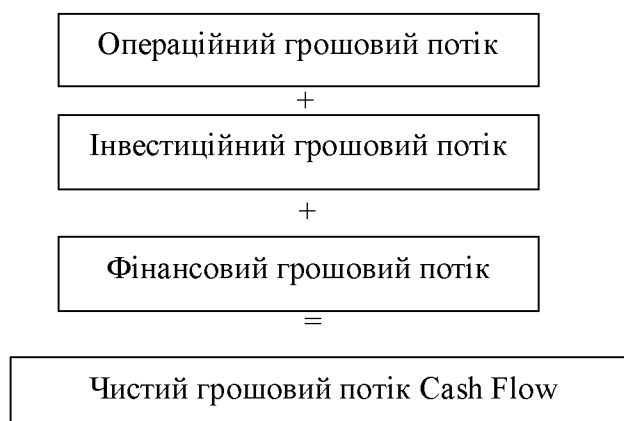 Операційний грошовий потік
+
Інвестиційний грошовий потік
+
Фінансовий грошовий потік
=
Чистий грошовий потік Cash Flow